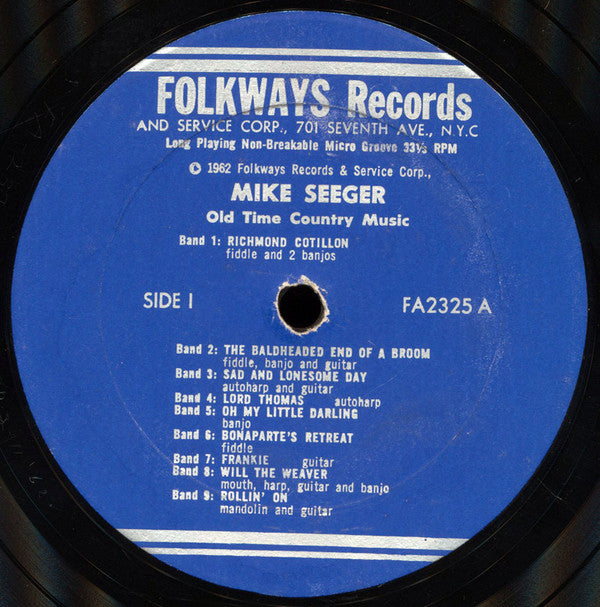 FOLKWAYS Records
AND SERVICE CORP., 701 SEVENTH AVE., N.Y.C
Long Playing Non-Breakable Micro Groove 33⅓ RPM
© 1962 Folkways Records & Service Corp.,
MIKE SEEGER
Old Time Country Music
Band 1: RICHMOND COTILLON
fiddle and 2 banjos
SIDE I
FA2325 A
Band 2: THE BALDHEADED END OF A BROOM
fiddle, banjo and guitar
Band 3: SAD AND LONESOME DAY
autoharp and guitar
Band 4: LORD THOMAS autoharp
Band 5: OH MY LITTLE DARLING
banjo
Band 6: BONAPARTE'S RETREAT
fiddle
Band 7: FRANKIE guitar
Band 8: WILL THE WEAVER
mouth, harp, guitar and banjo
Band 9: ROLLIN' ON
mandolin and guitar